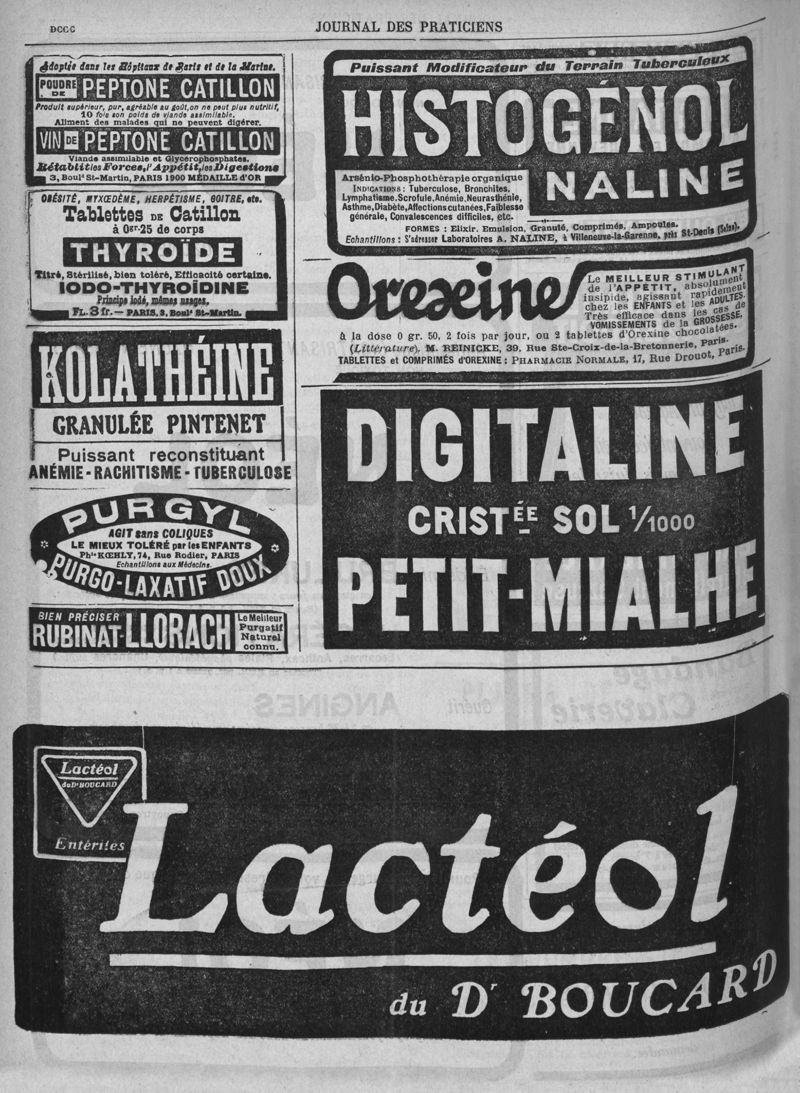 DCCC
JOURNAL DES PRATICIENS
Adoptée dans les Hôpitaux de Paris et de la Marine.
POUDRE DE PEPTONE CATILLON
Produit supérieur, pur, agréable au goût, on ne peut plus nutritif,
10 fois son poids de viande assimilable.
Aliment des malades qui ne peuvent digérer.
VIN DE PEPTONE CATILLON
Viande assimilable et Glycérophosphates.
Rétablit les Forces, l'Appétit, les Digestions
3, Boulᵈ St-Martin, PARIS 1900 MÉDAILLE D'OR
OBÉSITÉ, MYXŒDÈME, HERPÉTISME, GOITRE, etc.
Tablettes DE Catillon
à 0gr.25 de corps
THYROÏDE
Titré, Stérilisé, bien toléré, Efficacité certaine.
IODO-THYROÏDINE
Principe iodé, mêmes usages.
FL. 3 fr. — PARIS, 3, Boulᵈ St-Martin.
KOLATHÉINE
GRANULÉE PINTENET
Puissant reconstituant
ANÉMIE - RACHITISME - TUBERCULOSE
PURGYL
AGIT sans COLIQUES
LE MIEUX TOLÉRÉ par les ENFANTS
Phⁱᵉ KŒHLY, 74, Rue Rodier, PARIS
Echantillons aux Médecins.
PURGO-LAXATIF DOUX
BIEN PRÉCISER
RUBINAT-LLORACH
Le Meilleur
Purgatif
Naturel
connu.
Puissant Modificateur du Terrain Tuberculeux
HISTOGÉNOL
NALINE
Arsénio-Phosphothérapie organique
INDICATIONS : Tuberculose, Bronchites,
Lymphatisme, Scrofule, Anémie, Neurasthénie,
Asthme, Diabète, Affections cutanées, Faiblesse
générale, Convalescences difficiles, etc.
FORMES : Elixir, Emulsion, Granulé, Comprimés, Ampoules.
Echantillons : S'adresser Laboratoires A. NALINE, à Villeneuve-la-Garenne, près St-Denis (Seine).
Orexine
Le MEILLEUR STIMULANT
de l'APPÉTIT, absolument
insipide, agissant rapidement
chez les ENFANTS et les ADULTES.
Très efficace dans les cas de
VOMISSEMENTS de la GROSSESSE,
à la dose 0 gr. 50, 2 fois par jour, ou 2 tablettes d'Orexine chocolatées.
(Littérature). M. REINICKE, 39, Rue Ste-Croix-de-la-Bretonnerie, Paris.
TABLETTES et COMPRIMÉS d'OREXINE : PHARMACIE NORMALE, 17, Rue Drouot, Paris.
DIGITALINE
CRISTÉE SOL 1/1000
PETIT-MIALHE
Lactéol
du Dʳ BOUCARD
Entérites
Lactéol
du Dʳ BOUCARD